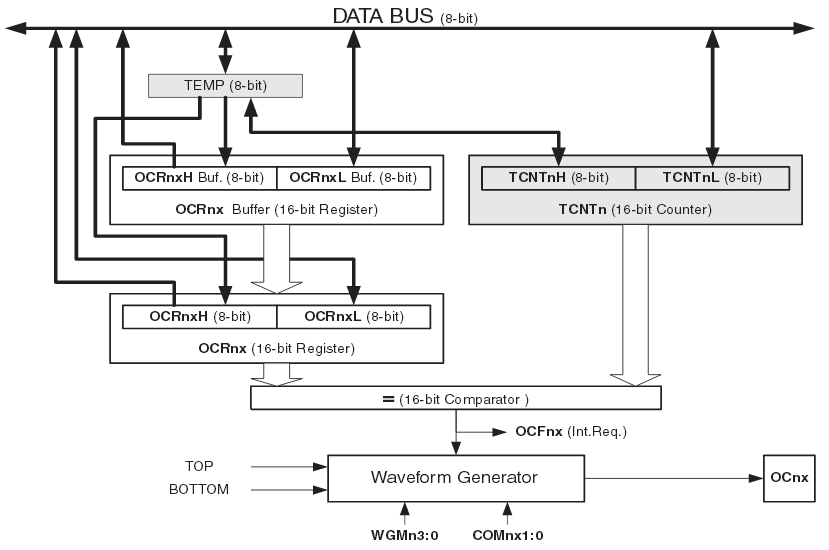 DATA BUS (8-bit)
TEMP (8-bit)
OCRnxH Buf. (8-bit) OCRnxL Buf. (8-bit)
TCNTnH (8-bit) TCNTnL (8-bit)
OCRnx Buffer (16-bit Register)
TCNTn (16-bit Counter)
OCRnxH (8-bit) OCRnxL (8-bit)
OCRnx (16-bit Register)
= (16-bit Comparator )
OCFnx (Int.Req.)
TOP
BOTTOM
Waveform Generator
OCnx
WGMn3:0 COMnx1:0